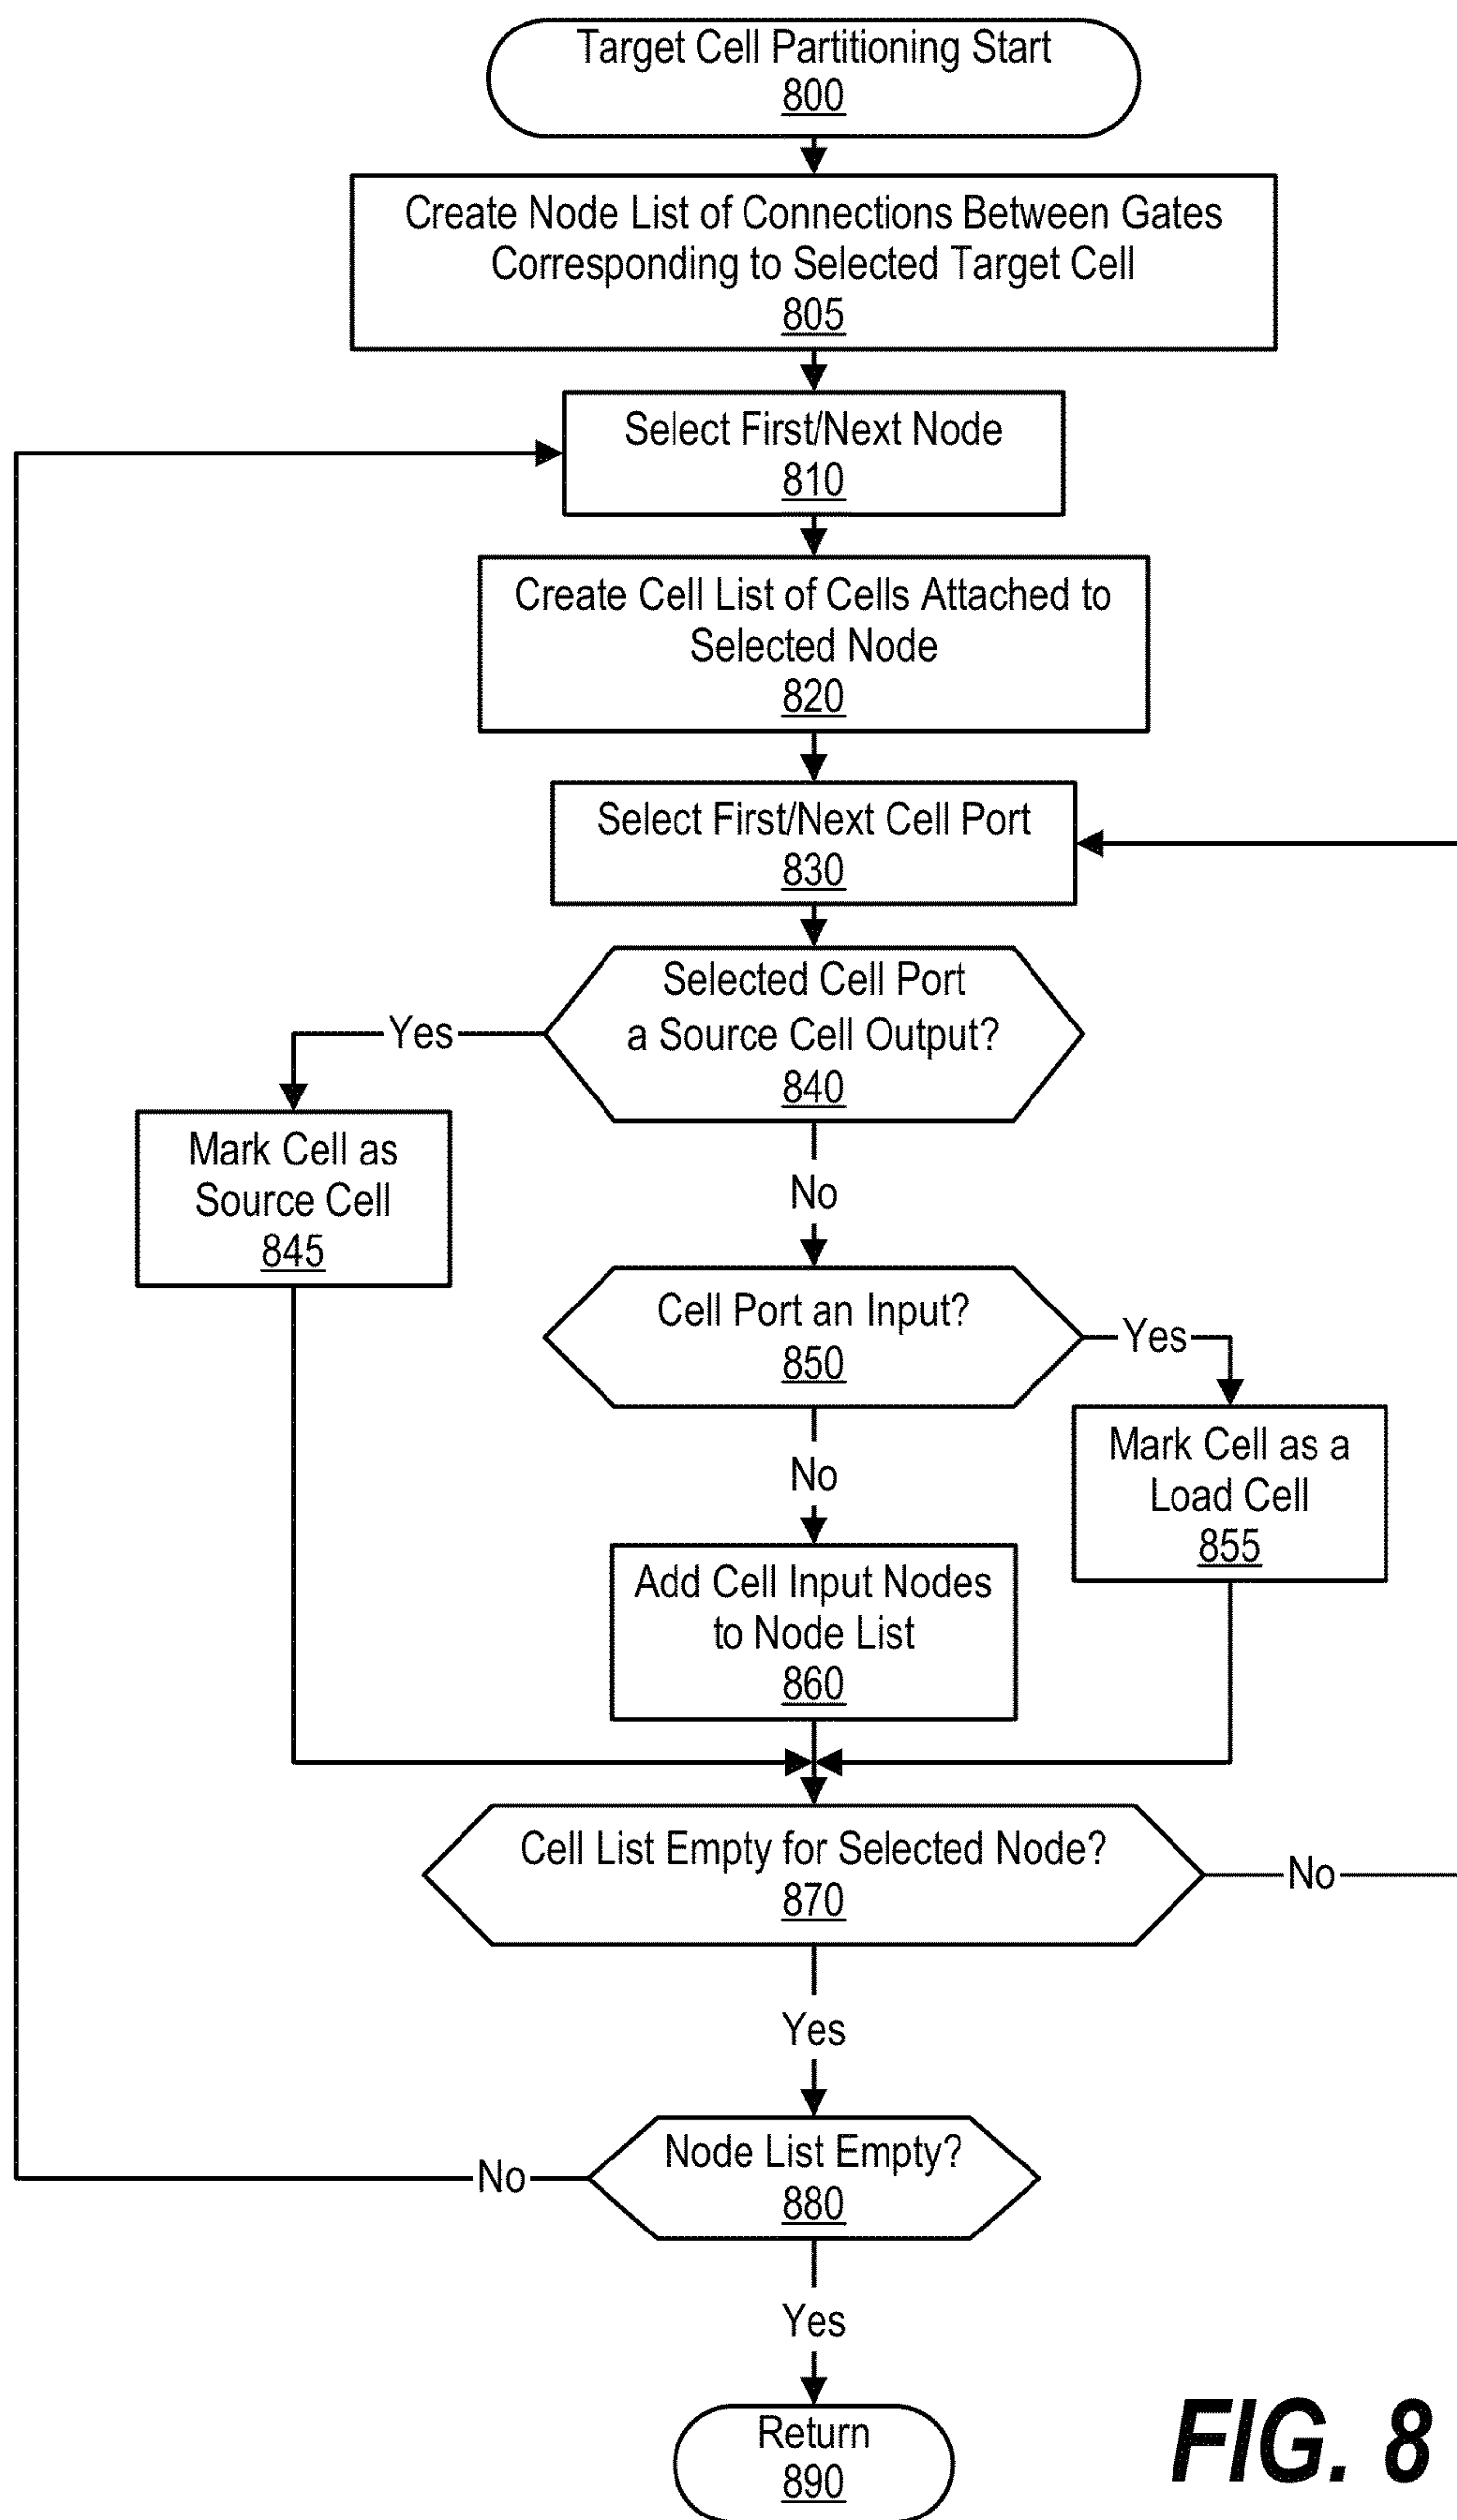 Target Cell Partitioning Start
800
Create Node List of Connections Between Gates
Corresponding to Selected Target Cell
805
Select First/Next Node
810
Create Cell List of Cells Attached to
Selected Node
820
Select First/Next Cell Port
830
Selected Cell Port
a Source Cell Output?
840
Yes
Mark Cell as
Source Cell
845
No
Cell Port an Input?
850
Yes
Mark Cell as a
Load Cell
855
No
Add Cell Input Nodes
to Node List
860
Cell List Empty for Selected Node?
870
No
Yes
Node List Empty?
880
No
Yes
Return
890
FIG. 8